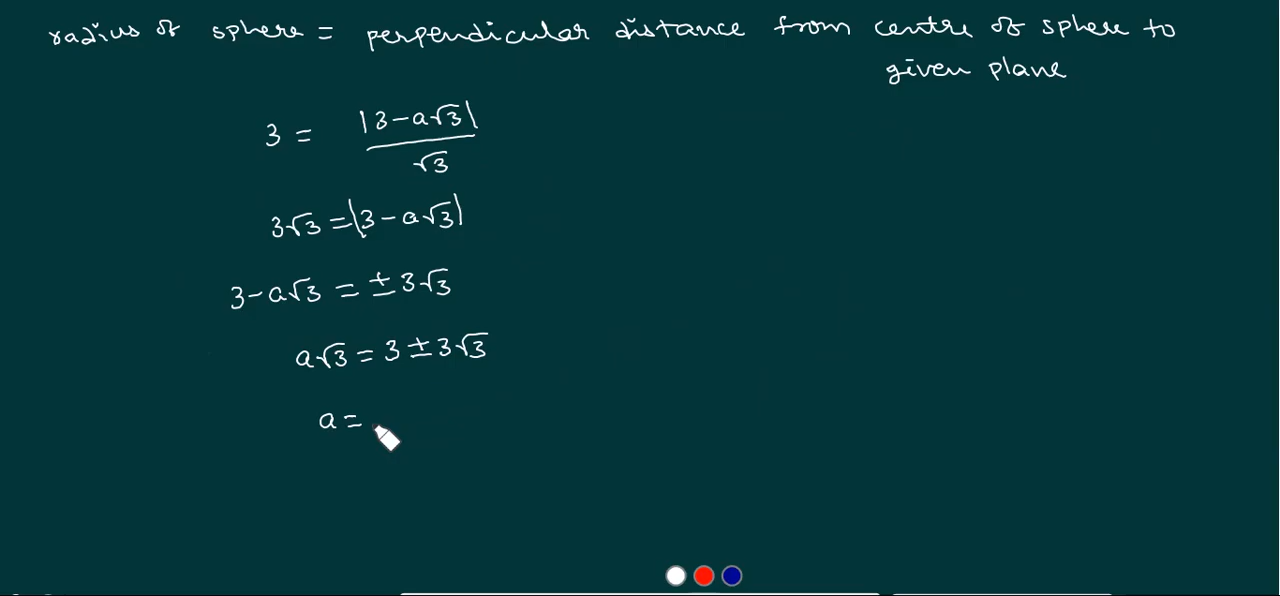 radius of sphere = perpendicular distance from centre of sphere to
given plane
3 = |3-a√3| / √3
3√3 = |3-a√3|
3-a√3 = ±3√3
a√3 = 3±3√3
a =